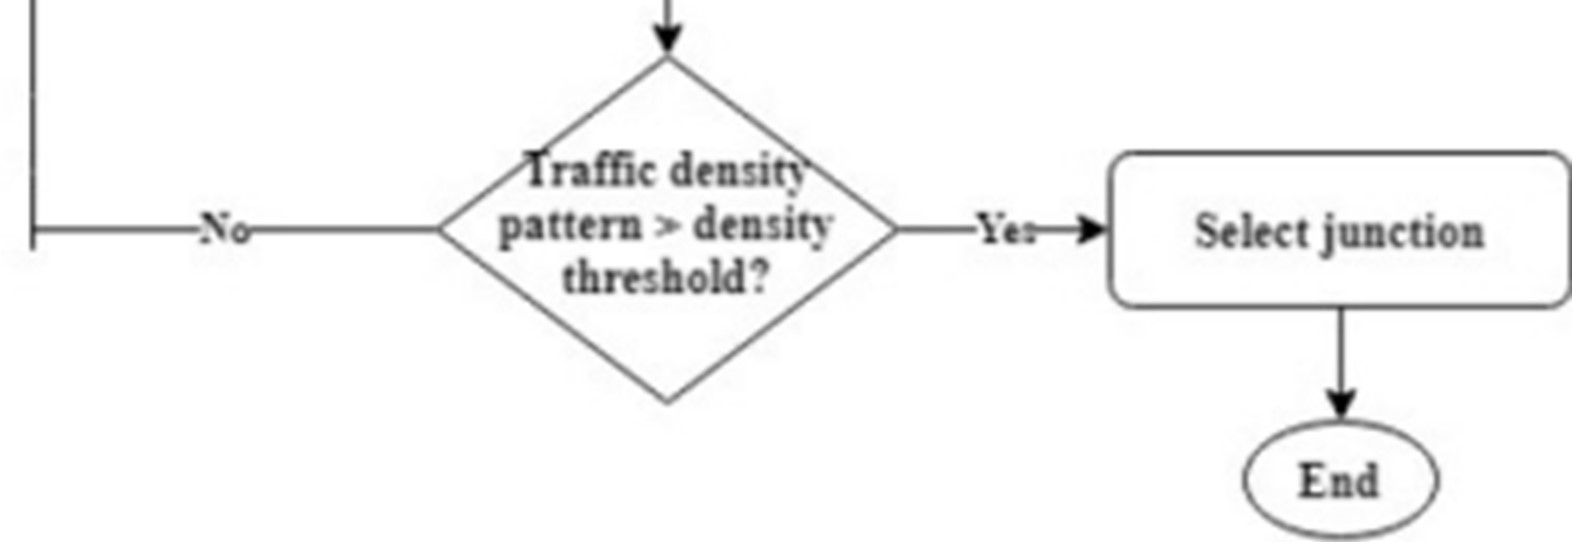 Traffic density
pattern > density
threshold?
No
Yes
Select junction
End